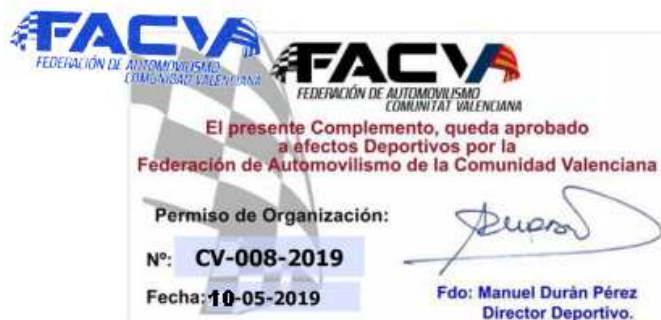 FACVA
FEDERACIÓN DE AUTOMOVILISMO
COMUNIDAD VALENCIANA
FACVA
FEDERACIÓN DE AUTOMOVILISMO
COMUNITAT VALENCIANA
El presente Complemento, queda aprobado
a efectos Deportivos por la
Federación de Automovilismo de la Comunidad Valenciana
Permiso de Organización:
Nº: CV-008-2019
Fecha: 10-05-2019
Fdo: Manuel Durán Pérez
Director Deportivo.